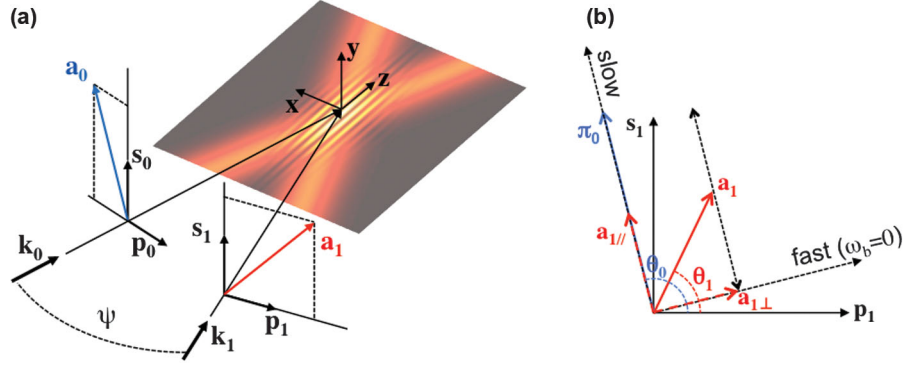 (a)
a₀
y
z
x
s₀
p₀
k₀
s₁
a₁
p₁
k₁
ψ
(b)
slow
π₀
s₁
a₁
a₁//
θ₀
θ₁
fast (ω_b=0)
a₁⊥
p₁